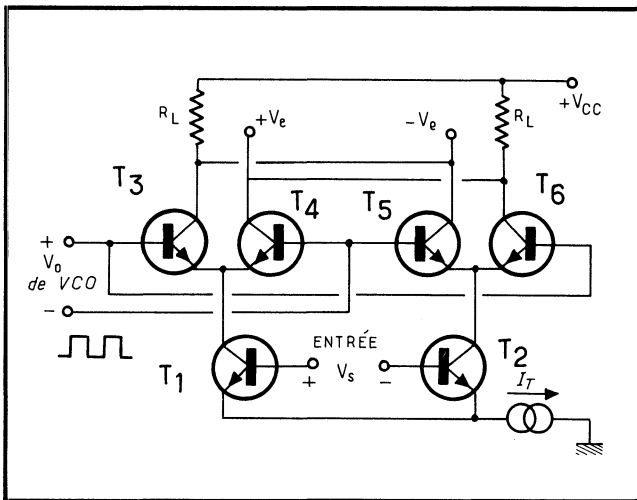 R_L
+V_e
-V_e
R_L
+V_CC
T_3
T_4
T_5
T_6
+
V_0
de VCO
-
T_1
ENTRÉE
+ V_s -
T_2
I_T